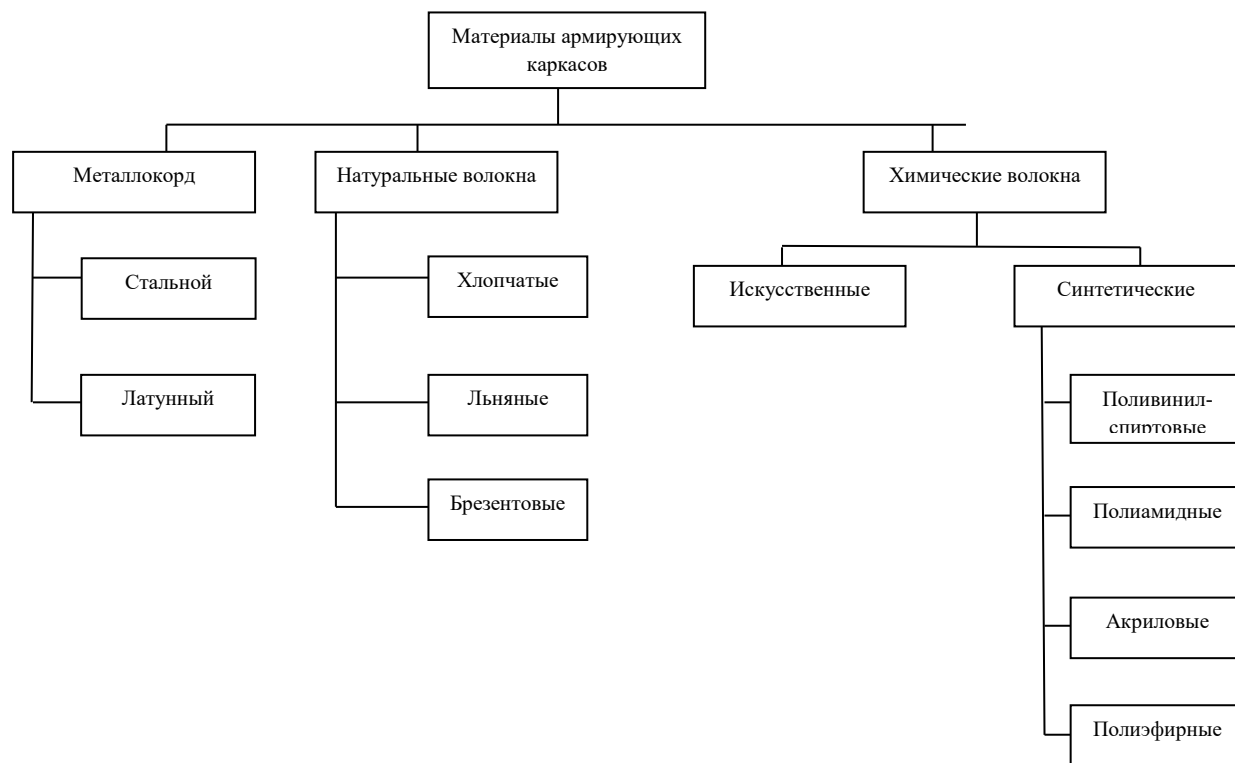 Материалы армирующих
каркасов
Металлокорд
Натуральные волокна
Химические волокна
Стальной
Хлопчатые
Искусственные
Синтетические
Латунный
Льняные
Поливинил-
спиртовые
Брезентовые
Полиамидные
Акриловые
Полиэфирные